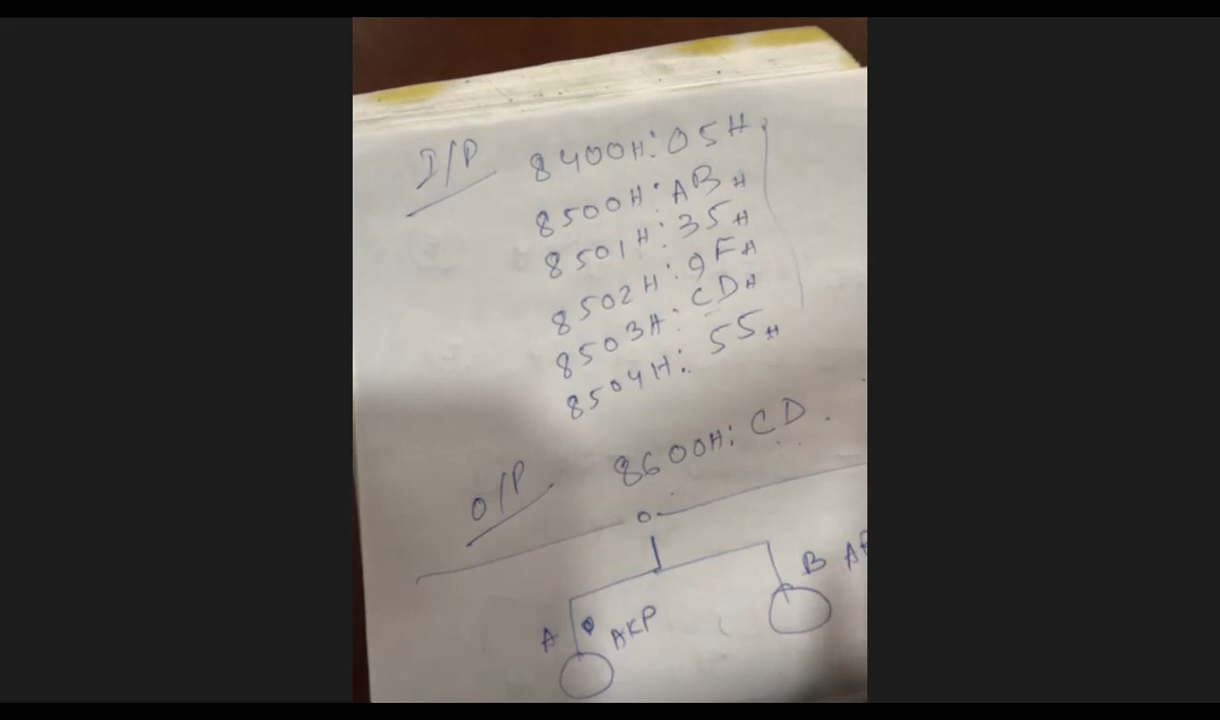 I/P 8400H: 05H
8500H: ABH
8501H: 35H
8502H: 9FH
8503H: CDH
8504H: 55H
O/P 8600H: CD
A AKP B